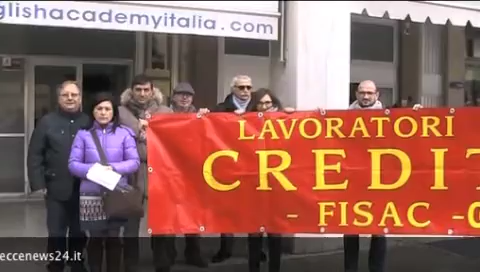 glishacademyitalia.com
LAVORATORI
CREDIT
- FISAC -
eccenews24.it